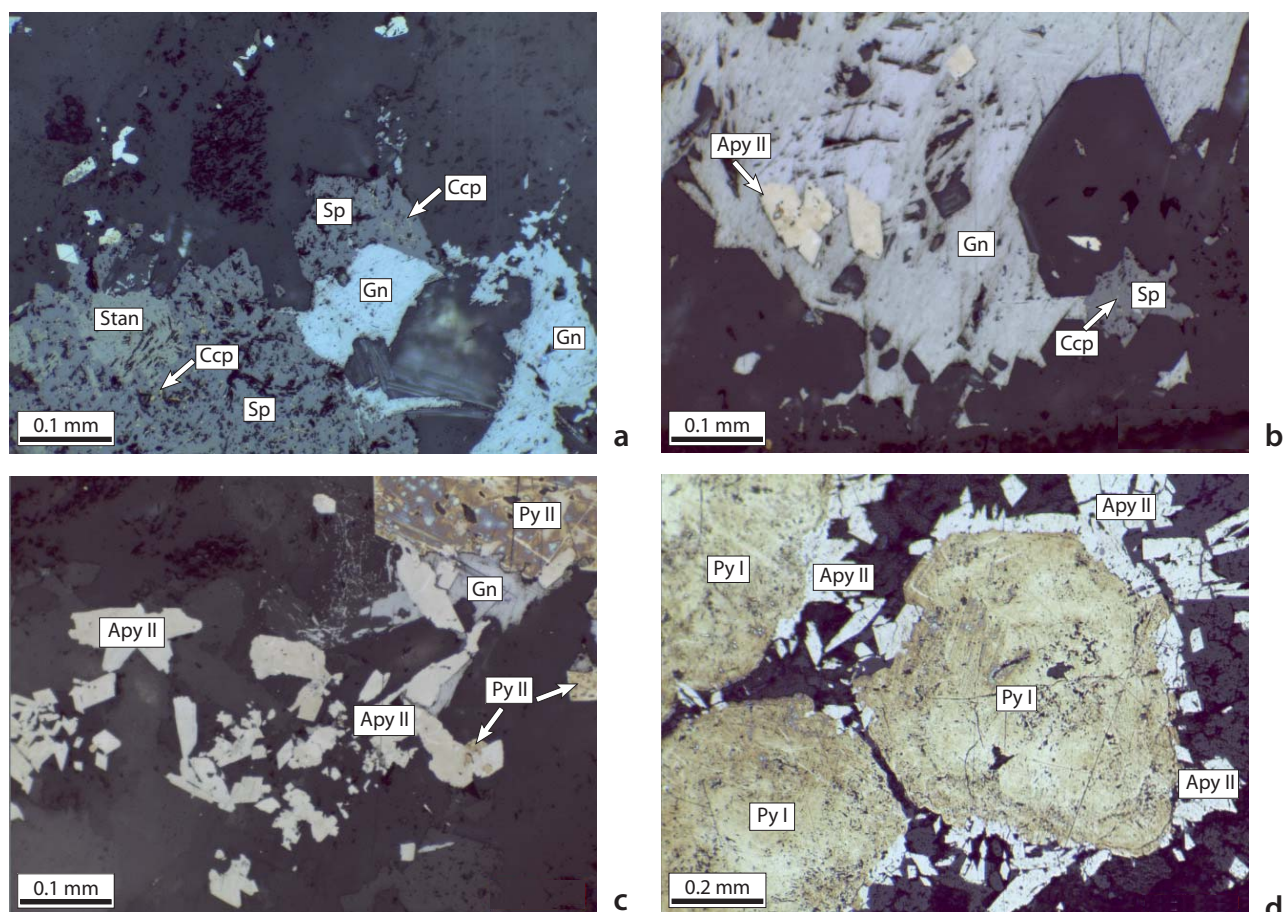 Ccp
Sp
Gn
Stan
Gn
Ccp
Sp
0.1 mm
a
Apy II
Gn
Sp
Ccp
0.1 mm
b
Py II
Gn
Apy II
Py II
Apy II
0.1 mm
c
Apy II
Py I
Apy II
Py I
Apy II
Py I
0.2 mm
d